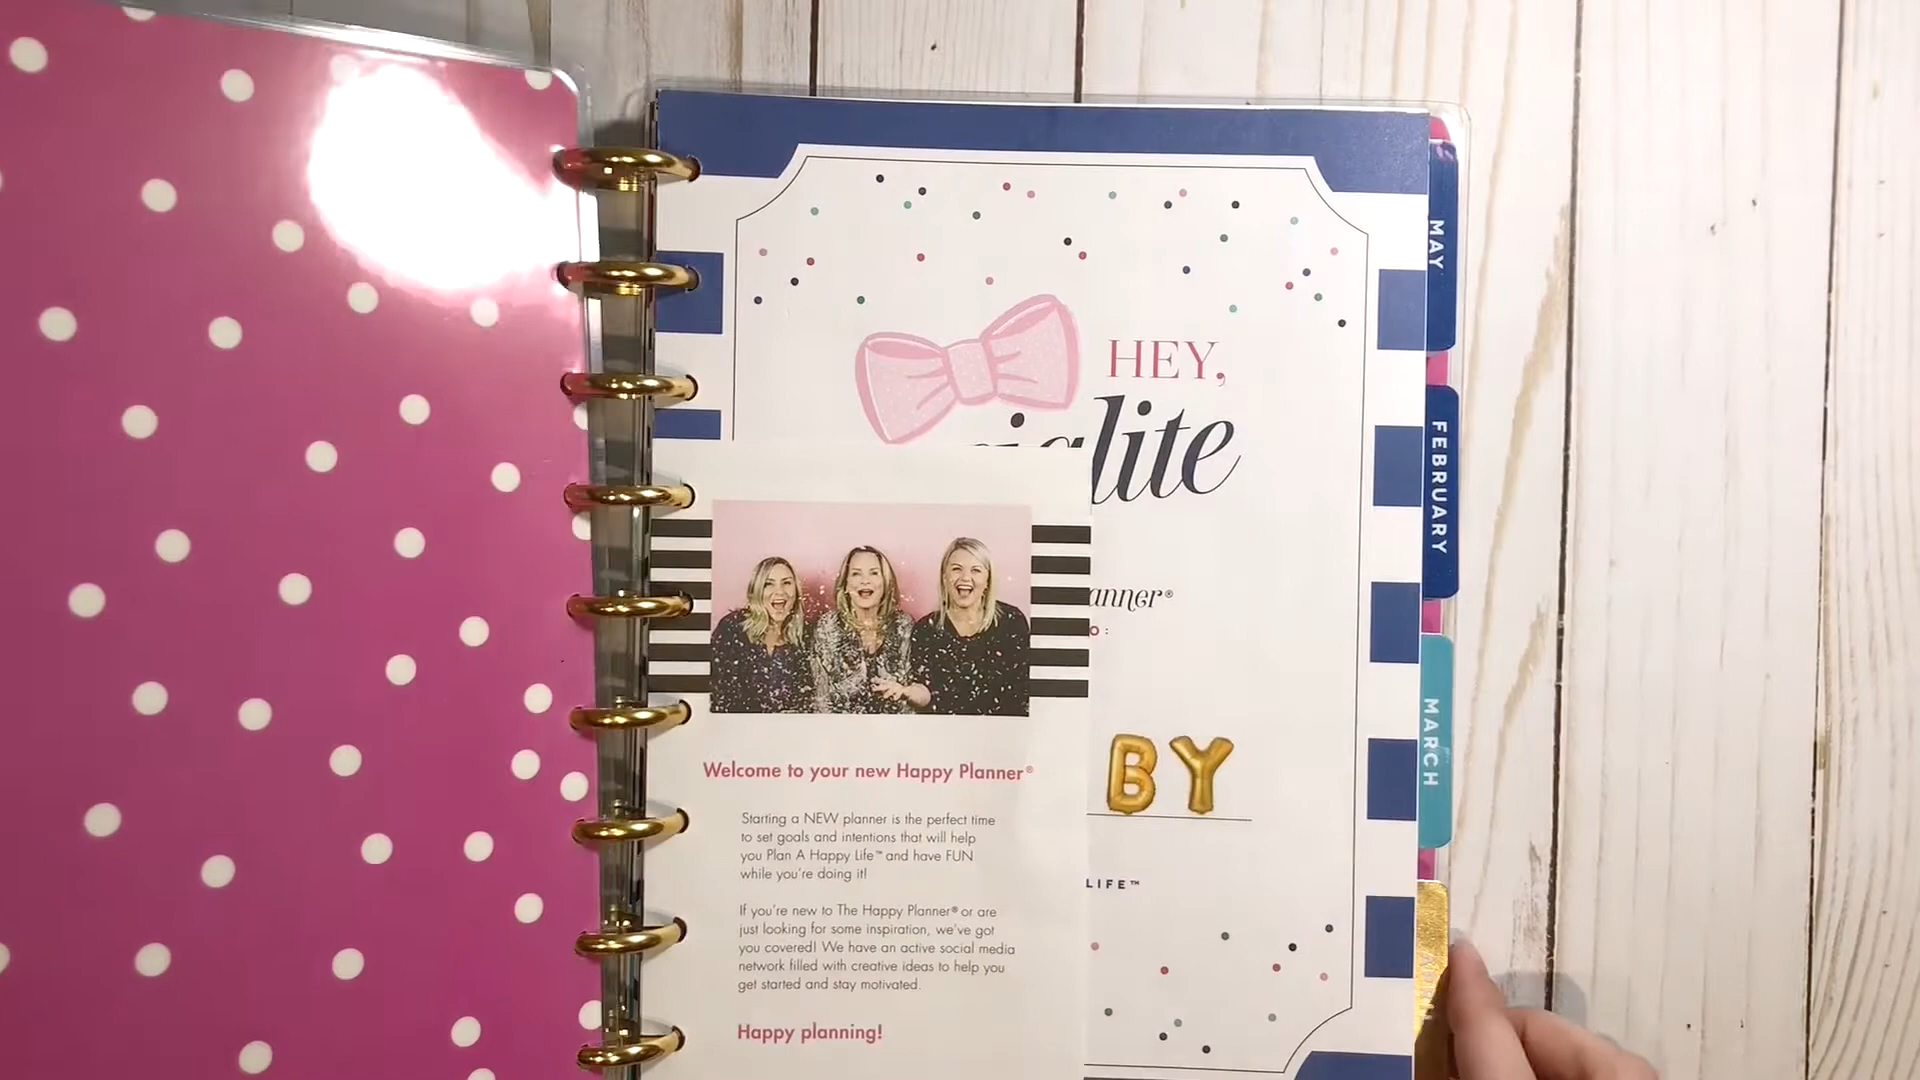 HEY,
lite
anner®
O:
BY
LIFE™
Welcome to your new Happy Planner®
Starting a NEW planner is the perfect time
to set goals and intentions that will help
you Plan A Happy Life™ and have FUN
while you're doing it!
If you're new to The Happy Planner® or are
just looking for some inspiration, we've got
you covered! We have an active social media
network filled with creative ideas to help you
get started and stay motivated.
Happy planning!
MAY
FEBRUARY
MARCH